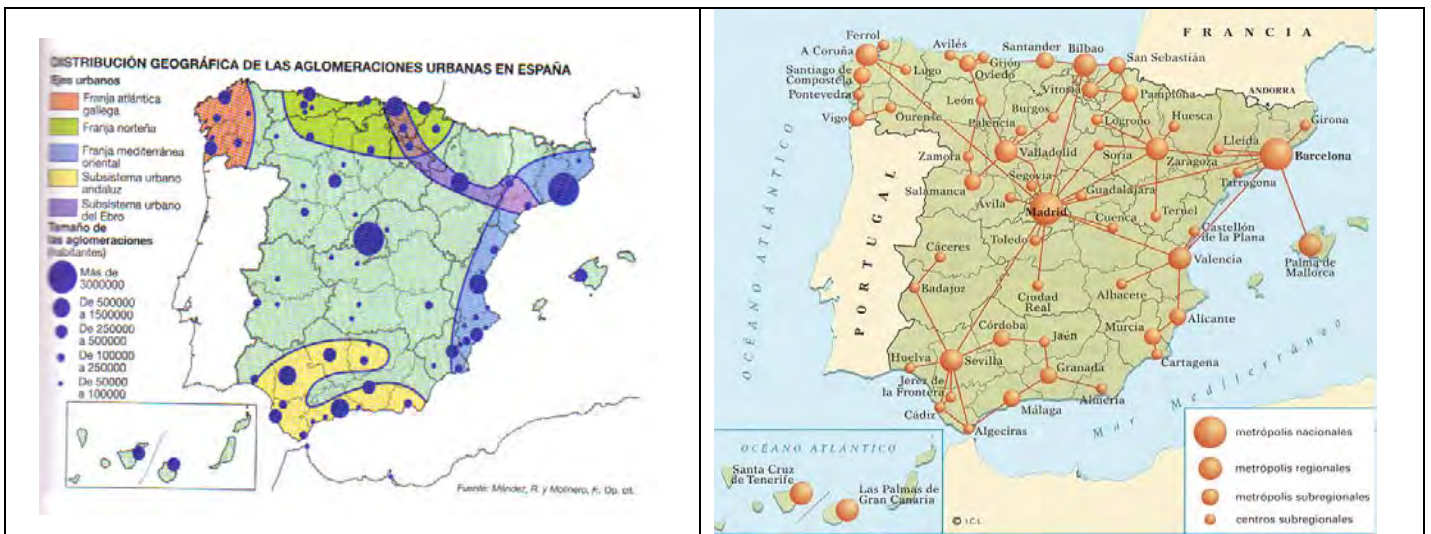 DISTRIBUCIÓN GEOGRÁFICA DE LAS AGLOMERACIONES URBANAS EN ESPAÑA
Ejes urbanos
Franja atlántica
gallega
Franja norteña
Franja mediterránea
oriental
Subsistema urbano
andaluz
Subsistema urbano
del Ebro
Tamaño de
las aglomeraciones
(habitantes)
Más de
3000000
De 500000
a 1500000
De 250000
a 500000
De 100000
a 250000
De 50000
a 100000
Fuente: Méndez, R. y Molinero, F. Op. cit.
FRANCIA
ANDORRA
PORTUGAL
OCÉANO ATLÁNTICO
Mar Mediterráneo
Ferrol
A Coruña
Avilés
Gijón
Oviedo
Santander
Bilbao
San Sebastián
Santiago de
Compostela
Lugo
Pontevedra
Vigo
Ourense
León
Palencia
Burgos
Vitoria
Pamplona
Logroño
Huesca
Girona
Lleida
Barcelona
Zamora
Valladolid
Soria
Zaragoza
Tarragona
Salamanca
Segovia
Guadalajara
Ávila
Madrid
Cuenca
Teruel
Castellón
de la Plana
Toledo
Cáceres
Valencia
Palma de
Mallorca
Badajoz
Ciudad
Real
Albacete
Alicante
Murcia
Cartagena
Córdoba
Jaén
Huelva
Sevilla
Granada
Jerez de
la Frontera
Almería
Cádiz
Málaga
Algeciras
OCÉANO ATLÁNTICO
Santa Cruz
de Tenerife
Las Palmas de
Gran Canaria
© I.C.L.
metrópolis nacionales
metrópolis regionales
metrópolis subregionales
centros subregionales